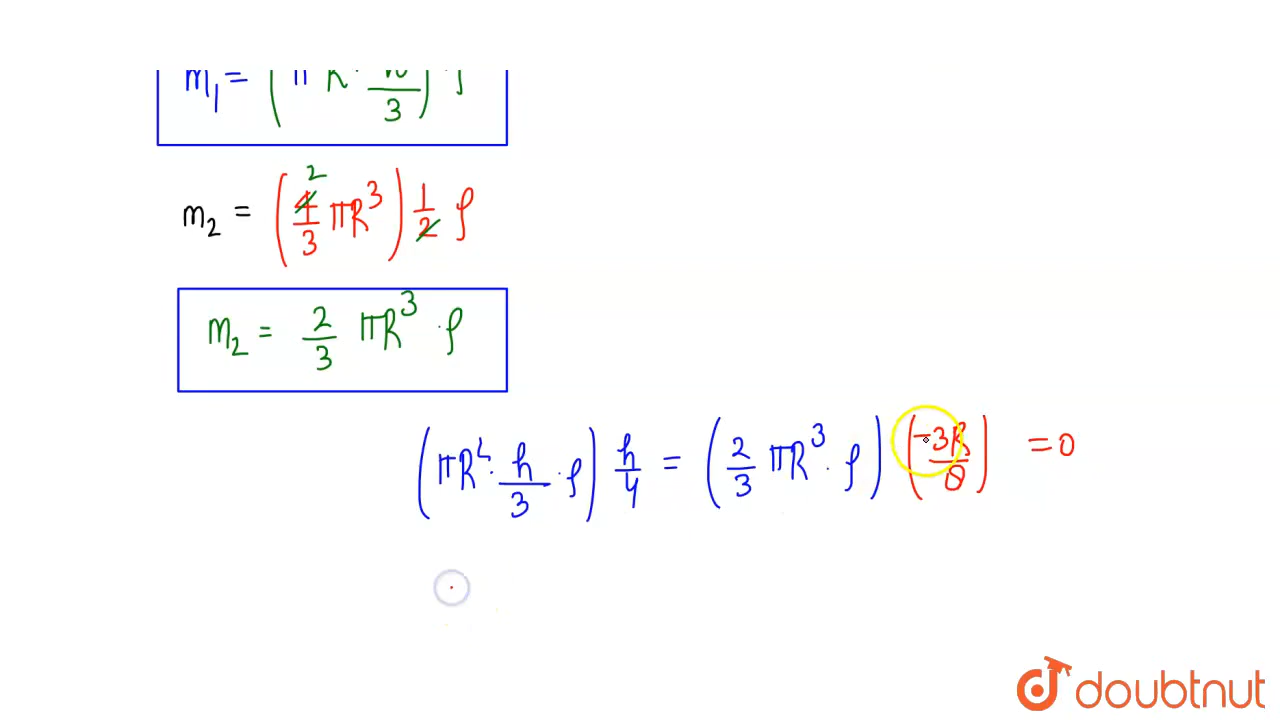 m₁ = (π R · h/3) · ρ
m₂ = (4/3 πR³) 1/2 ρ
2
m₂ = 2/3 πR³ · ρ
(πR² · h/3 · ρ) h/4 = (2/3 πR³ · ρ) (-3R/8) = 0
doubtnut